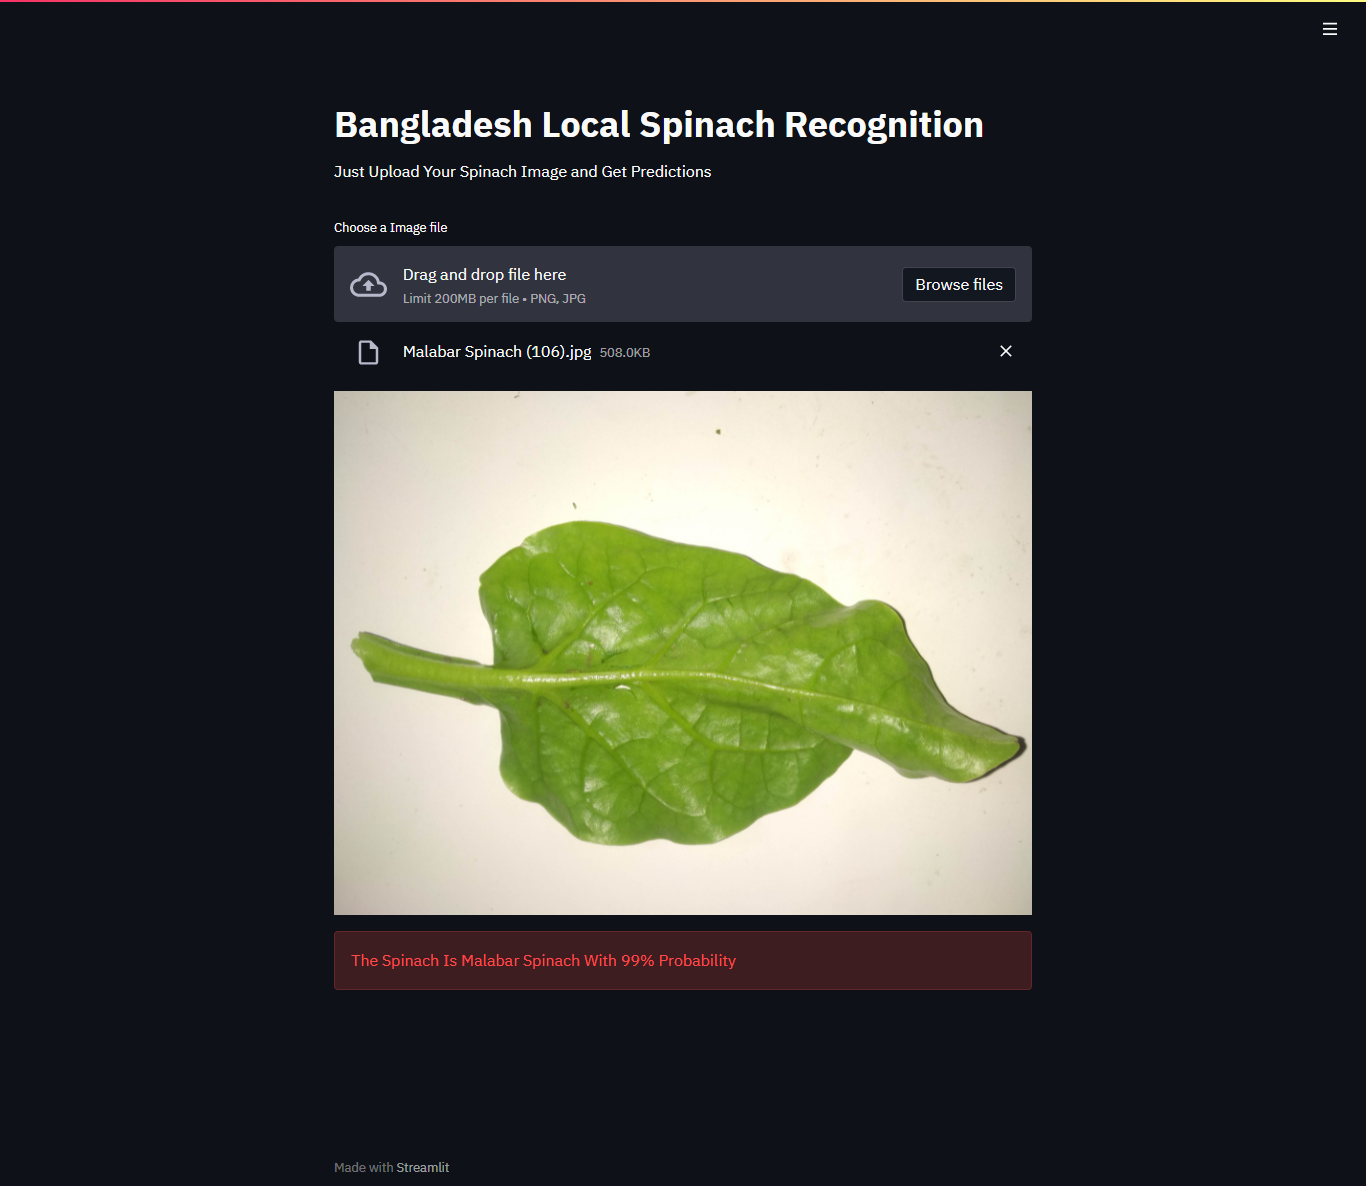 Bangladesh Local Spinach Recognition
Just Upload Your Spinach Image and Get Predictions
Choose a Image file
Drag and drop file here
Limit 200MB per file • PNG, JPG
Browse files
Malabar Spinach (106).jpg 508.0KB
The Spinach Is Malabar Spinach With 99% Probability
Made with Streamlit